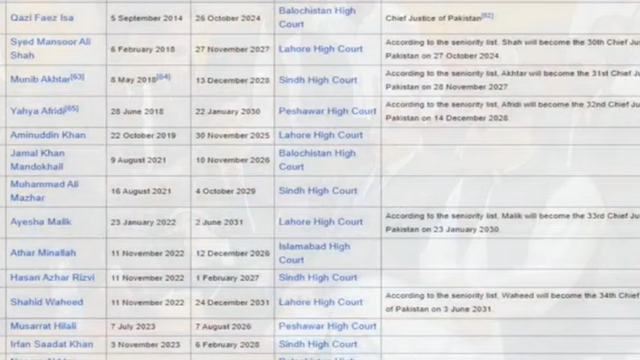 Qazi Faez Isa 5 September 2014 26 October 2024 Balochistan High Court Chief Justice of Pakistan[62]
Syed Mansoor Ali Shah 6 February 2018 27 November 2027 Lahore High Court According to the seniority list, Shah will become the 30th Chief Ju
Pakistan on 27 October 2024.
Munib Akhtar[63] 8 May 2018[64] 13 December 2028 Sindh High Court According to the seniority list, Akhtar will become the 31st Chief J
Pakistan on 28 November 2027
Yahya Afridi[65] 28 June 2018 22 January 2030 Peshawar High Court According to the seniority list, Afridi will become the 32nd Chief Ju
Pakistan on 14 December 2028.
Aminuddin Khan 22 October 2019 30 November 2025 Lahore High Court
Jamal Khan Mandokhail 9 August 2021 10 November 2026 Balochistan High Court
Muhammad Ali Mazhar 16 August 2021 4 October 2029 Sindh High Court
Ayesha Malik 23 January 2022 2 June 2031 Lahore High Court According to the seniority list, Malik will become the 33rd Chief Ju
Pakistan on 23 January 2030.
Athar Minallah 11 November 2022 12 December 2026 Islamabad High Court
Hasan Azhar Rizvi 11 November 2022 1 February 2027 Sindh High Court
Shahid Waheed 11 November 2022 24 December 2031 Lahore High Court According to the seniority list, Waheed will become the 34th Chief
of Pakistan on 3 June 2031.
Musarrat Hilali 7 July 2023 7 August 2026 Peshawar High Court
Irfan Saadat Khan 3 November 2023 6 February 2028 Sindh High Court